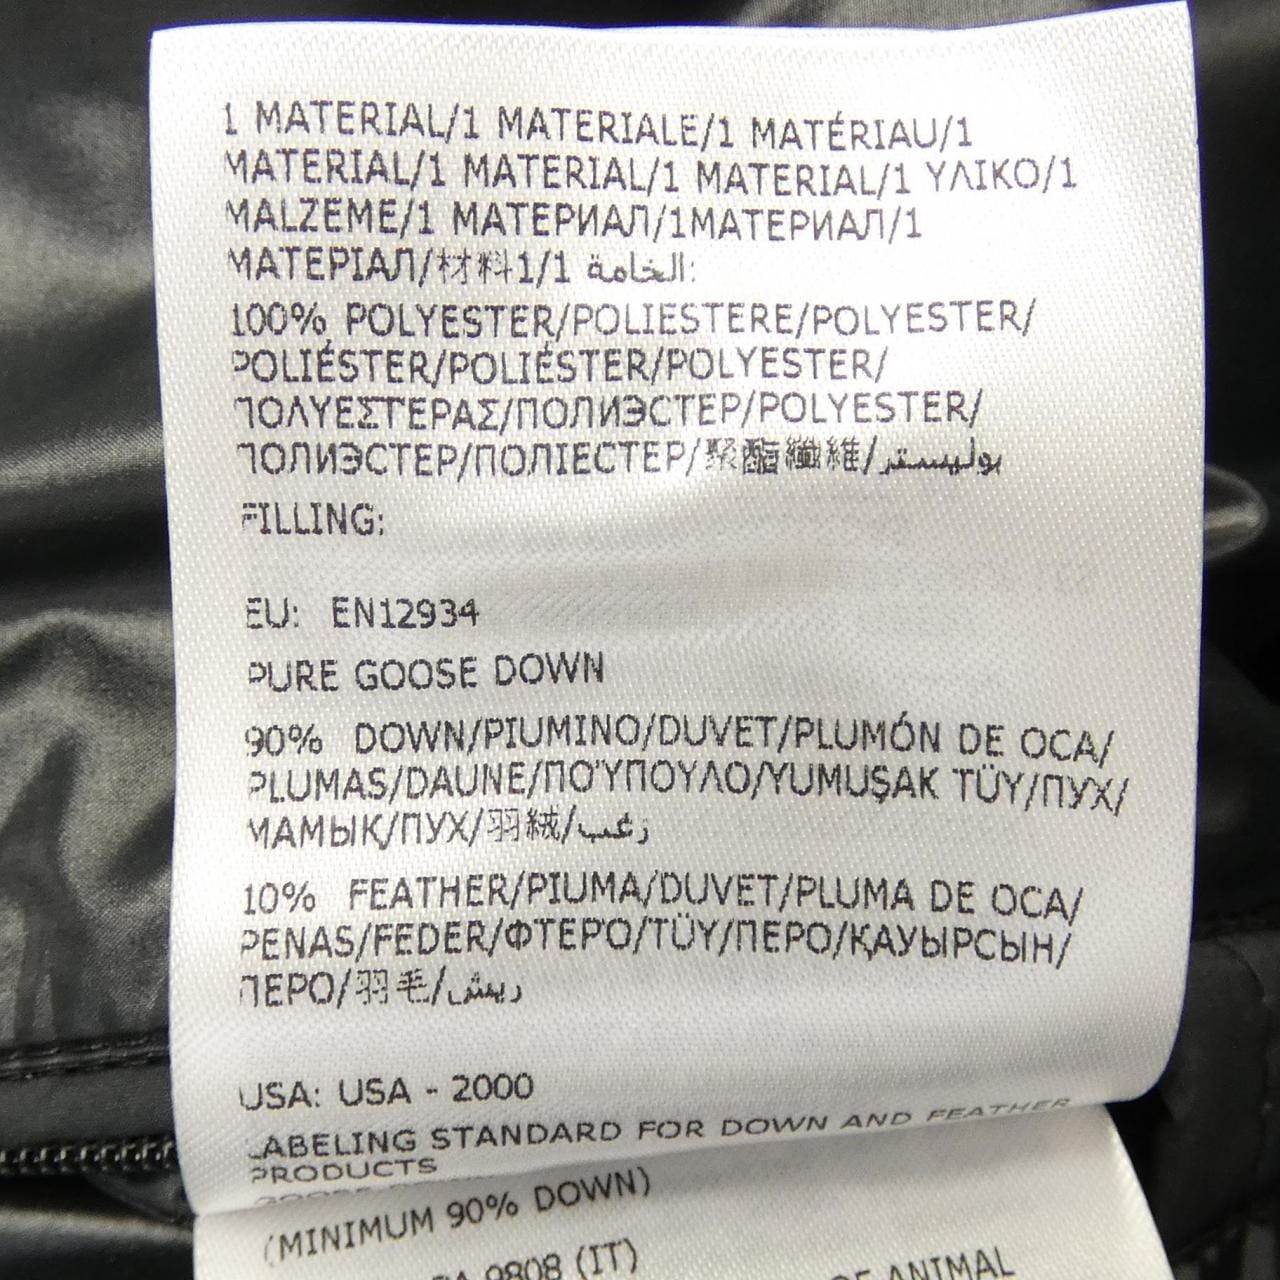 1 MATERIAL/1 MATERIALE/1 MATÉRIAU/1
MATERIAL/1 MATERIAL/1 MATERIAL/1 ΥΛΙΚΟ/1
MALZEME/1 МАТЕРИАЛ/1МАТЕРИАЛ/1
МАТЕРІАЛ/材料1/1 الخامة:
100% POLYESTER/POLIESTERE/POLYESTER/
POLIÉSTER/POLIÉSTER/POLYESTER/
ΠΟΛΥΕΣΤΕΡΑΣ/ПОЛИЭСТЕР/POLYESTER/
ПОЛИЭСТЕР/ПОЛІЕСТЕР/聚酯纖維/بوليستر
FILLING:
EU: EN12934
PURE GOOSE DOWN
90% DOWN/PIUMINO/DUVET/PLUMÓN DE OCA/
PLUMAS/DAUNE/ΠΟΎΠΟΥΛΟ/YUMUŞAK TÜY/ПУХ/
МАМЫҚ/ПУХ/羽絨/زغب
10% FEATHER/PIUMA/DUVET/PLUMA DE OCA/
PENAS/FEDER/ΦΤΕΡΌ/TÜY/ПЕРО/ҚАУЫРСЫН/
ПЕРО/羽毛/ريش
USA: USA - 2000
LABELING STANDARD FOR DOWN AND FEATHER
PRODUCTS
(MINIMUM 90% DOWN)
9808 (IT)
OF ANIMAL